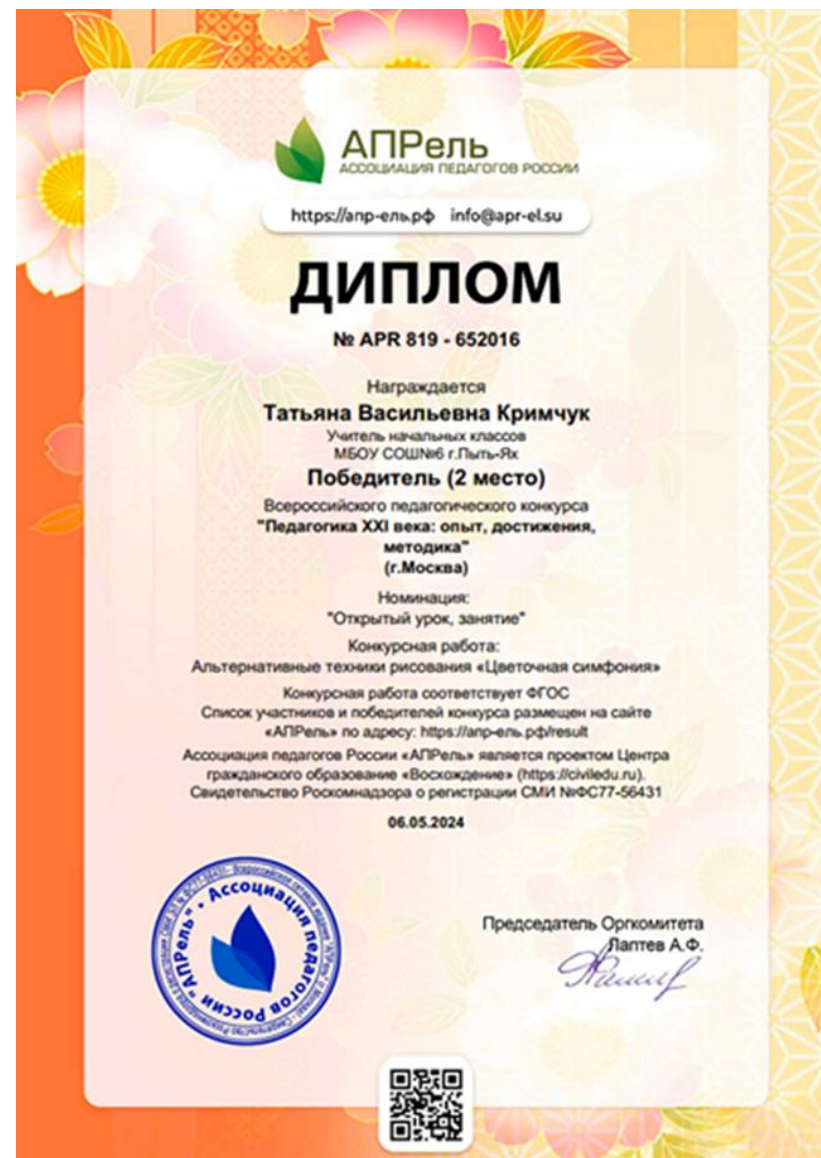 АПРель
АССОЦИАЦИЯ ПЕДАГОГОВ РОССИИ
https://апр-ель.рф info@apr-el.su
ДИПЛОМ
№ APR 819 - 652016
Награждается
Татьяна Васильевна Кримчук
Учитель начальных классов
МБОУ СОШ№6 г.Пыть-Ях
Победитель (2 место)
Всероссийского педагогического конкурса
"Педагогика XXI века: опыт, достижения,
методика"
(г.Москва)
Номинация:
"Открытый урок, занятие"
Конкурсная работа:
Альтернативные техники рисования «Цветочная симфония»
Конкурсная работа соответствует ФГОС
Список участников и победителей конкурса размещен на сайте
«АПРель» по адресу: https://апр-ель.рф/result
Ассоциация педагогов России «АПРель» является проектом Центра
гражданского образование «Восхождение» (https://civiledu.ru).
Свидетельство Роскомнадзора о регистрации СМИ №ФС77-56431
06.05.2024
Ассоциация педагогов России "АПРель"
Председатель Оргкомитета
Лаптев А.Ф.